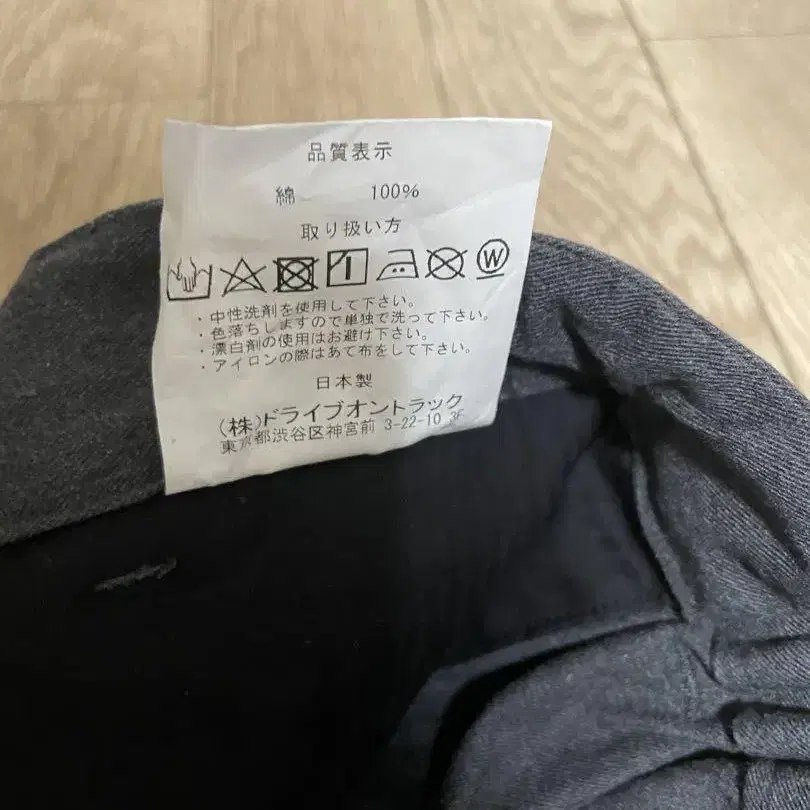 品質表示
綿 100%
取り扱い方
W
・中性洗剤を使用して下さい。
・色落ちしますので単独で洗って下さい。
・漂白剤の使用はお避け下さい。
・アイロンの際はあて布をして下さい。
日本製
(株)ドライブオントラック
東京都渋谷区神宮前 3-22-10 3F